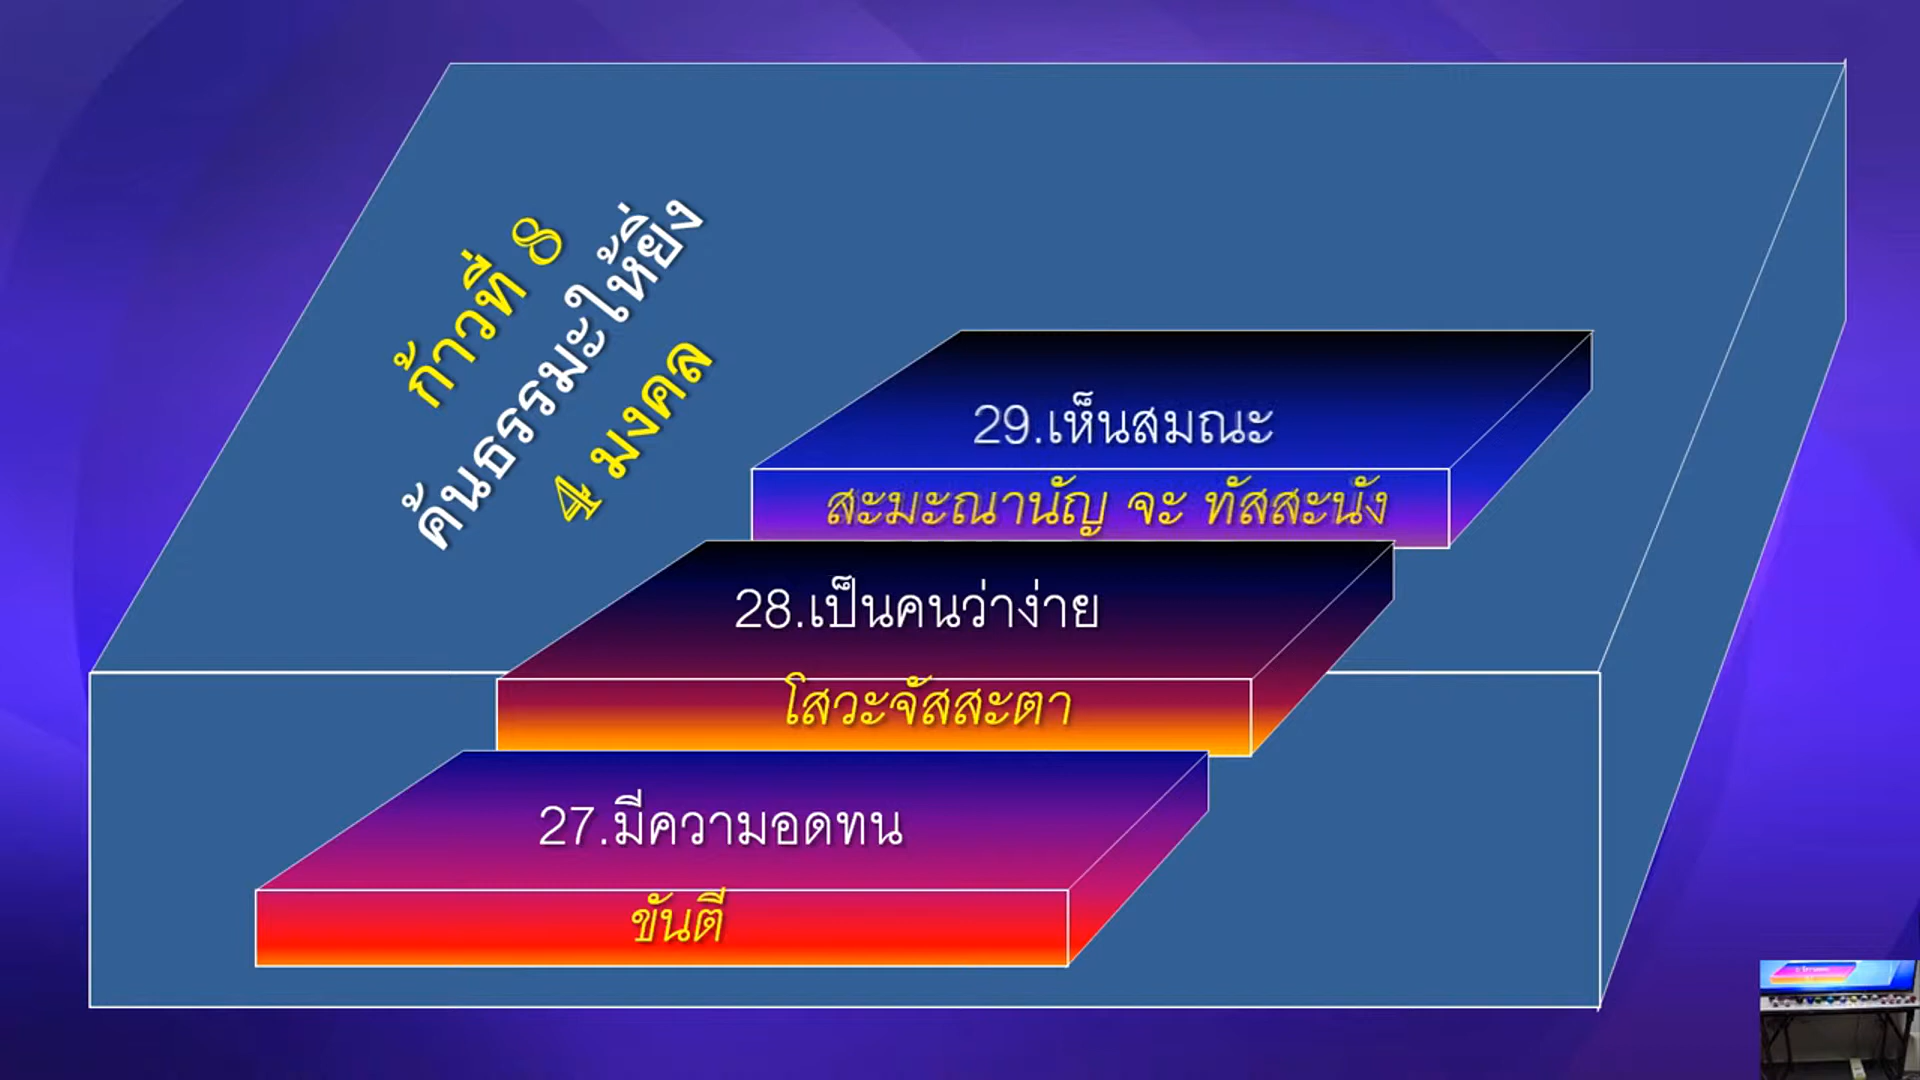 ก้าวที่ 8
ค้นธรรมะให้ยิ่ง
4 มงคล
29.เห็นสมณะ
สะมะณานัญ จะ ทัสสะนัง
28.เป็นคนว่าง่าย
โสวะจัสสะตา
27.มีความอดทน
ขันตี